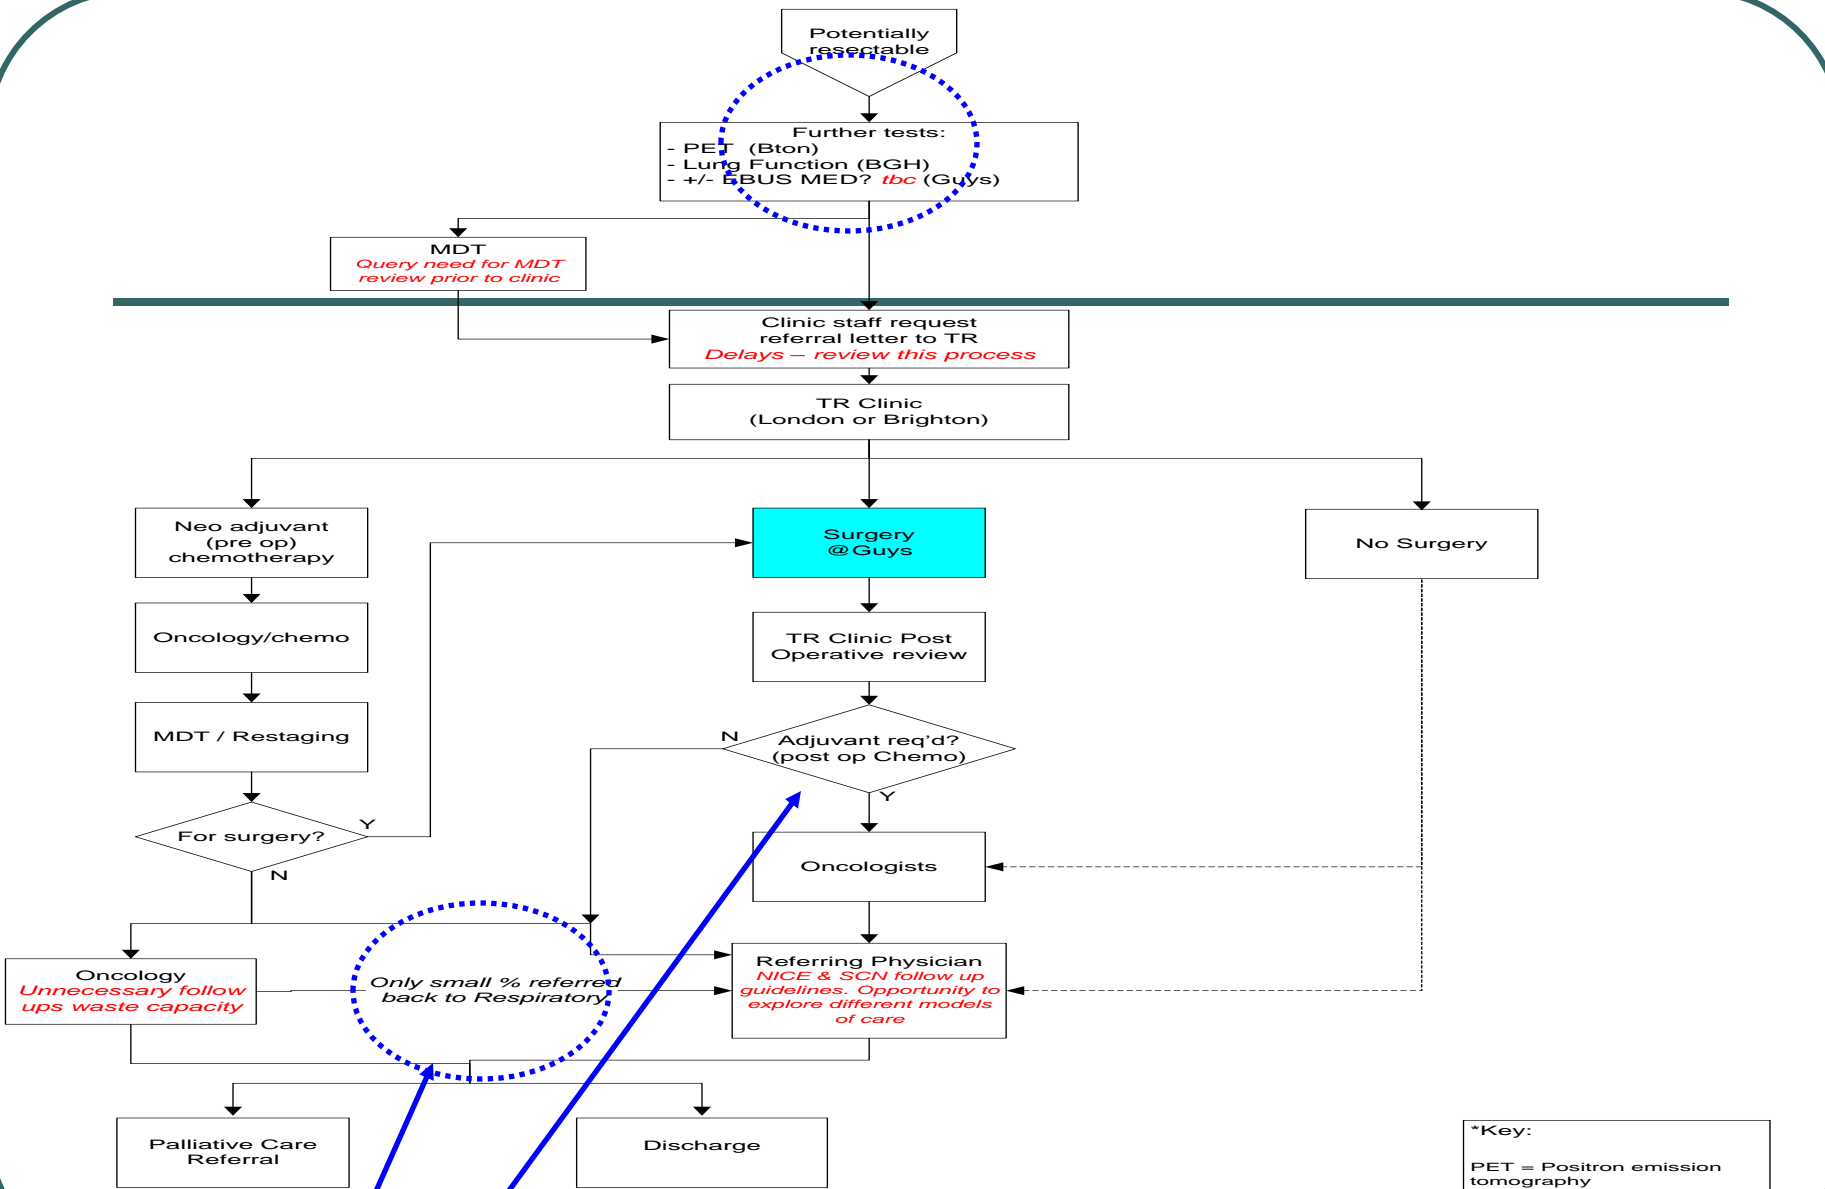 Potentially
resectable
Further tests:
- PET (Bton)
- Lung Function (BGH)
- +/- EBUS MED? tbc (Guys)
MDT
Query need for MDT
review prior to clinic
Clinic staff request
referral letter to TR
Delays – review this process
TR Clinic
(London or Brighton)
Neo adjuvant
(pre op)
chemotherapy
Surgery
@Guys
No Surgery
Oncology/chemo
TR Clinic Post
Operative review
MDT / Restaging
N
Adjuvant req'd?
(post op Chemo)
Y
For surgery?
Y
N
Oncologists
Oncology
Unnecessary follow
ups waste capacity
Only small % referred
back to Respiratory
Referring Physician
NICE & SCN follow up
guidelines. Opportunity to
explore different models
of care
Palliative Care
Referral
Discharge
*Key:
PET = Positron emission
tomography